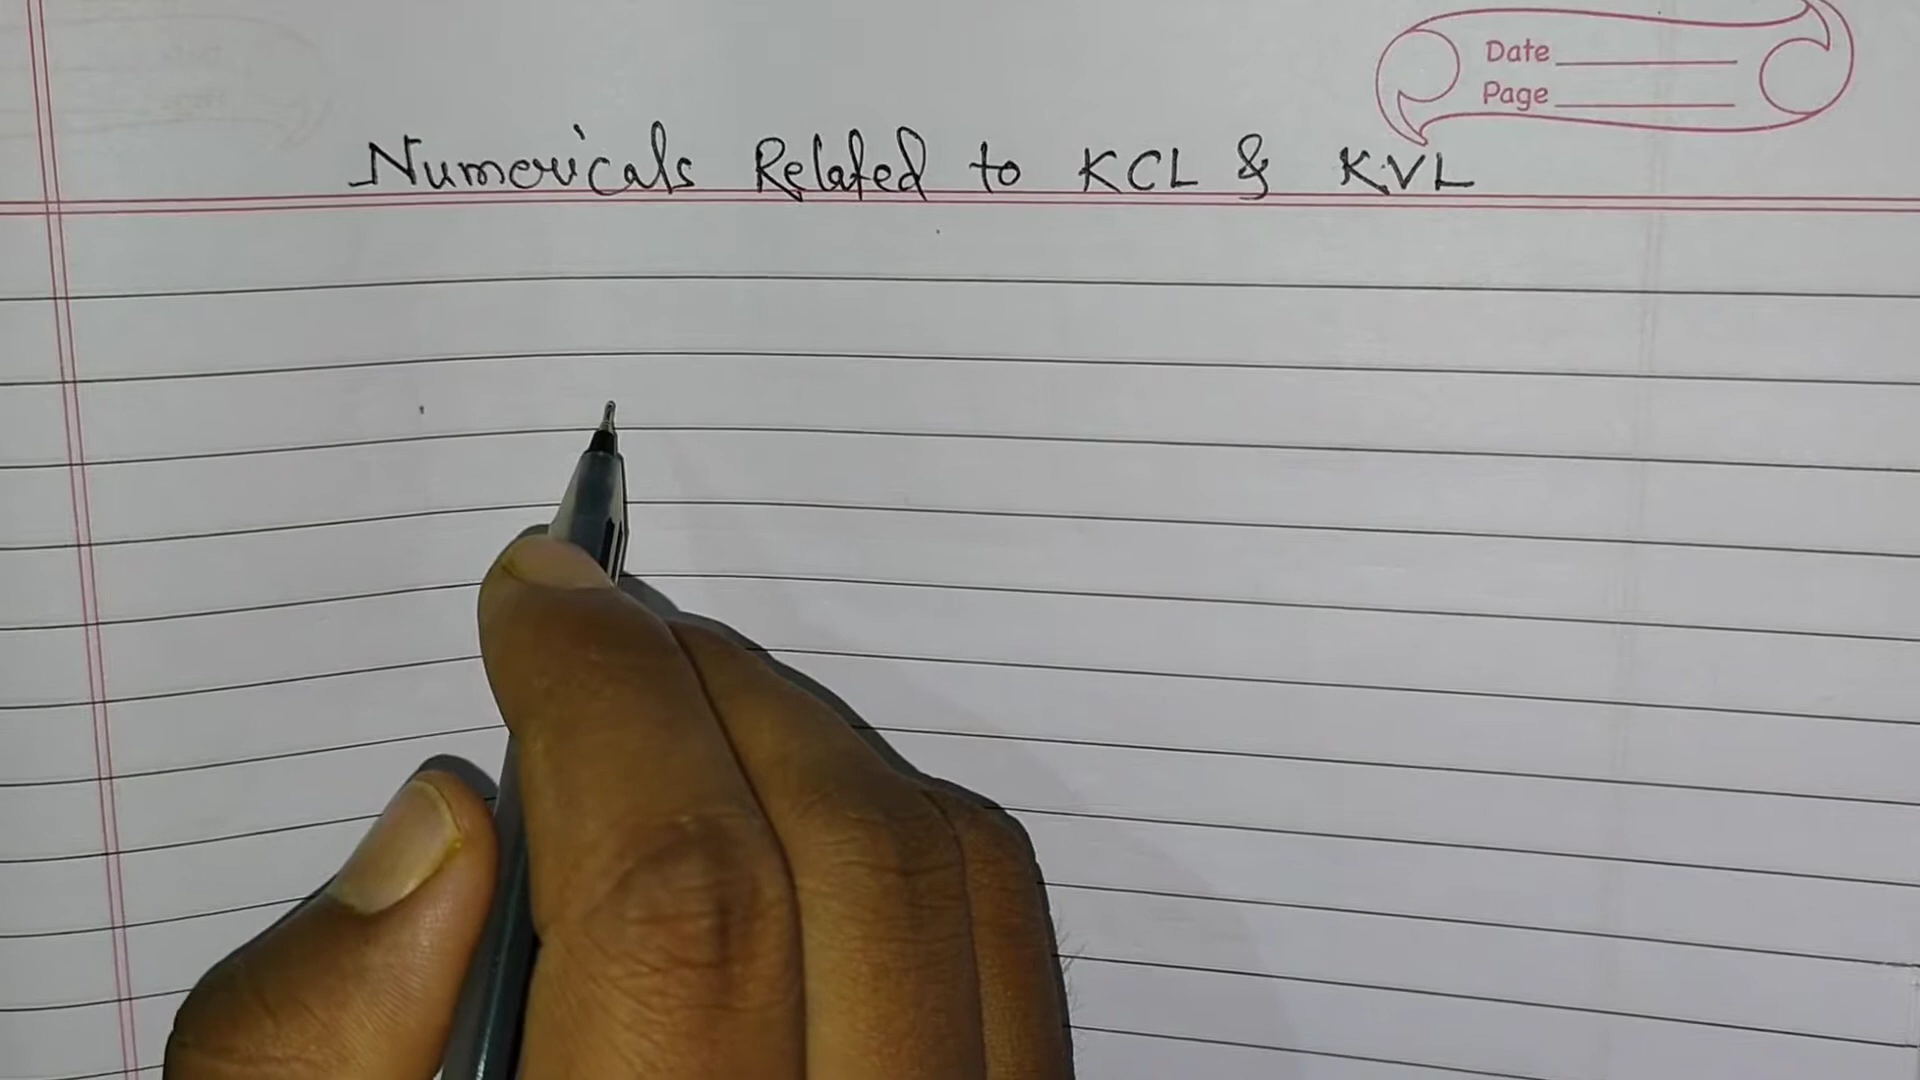 Date
Page
Numericals Related to KCL & KVL